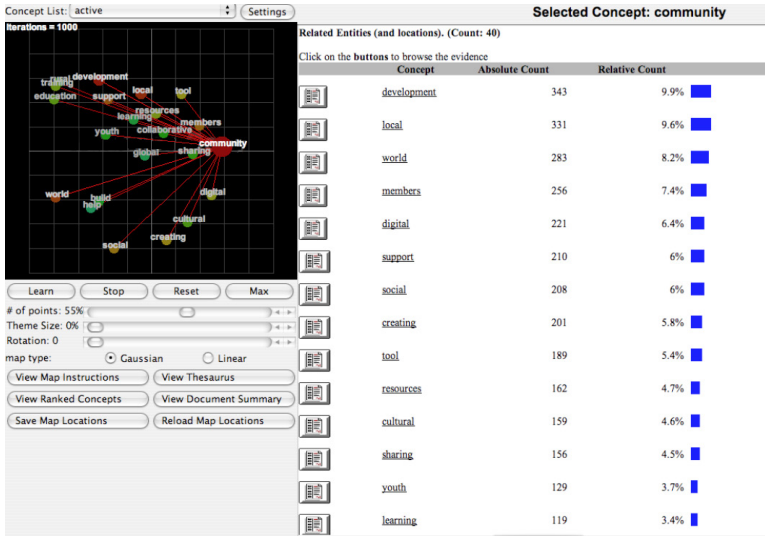 Concept List: active
Settings
Iterations = 1000
rural
development
training
education
support
local
tool
resources
learning
members
youth
collaborative
community
global
sharing
world
build
help
digital
cultural
creating
social
Learn
Stop
Reset
Max
# of points: 55%
Theme Size: 0%
Rotation: 0
map type: Gaussian Linear
View Map Instructions
View Thesaurus
View Ranked Concepts
View Document Summary
Save Map Locations
Reload Map Locations
Selected Concept: community
Related Entities (and locations). (Count: 40)
Click on the buttons to browse the evidence
Concept Absolute Count Relative Count
development 343 9.9%
local 331 9.6%
world 283 8.2%
members 256 7.4%
digital 221 6.4%
support 210 6%
social 208 6%
creating 201 5.8%
tool 189 5.4%
resources 162 4.7%
cultural 159 4.6%
sharing 156 4.5%
youth 129 3.7%
learning 119 3.4%